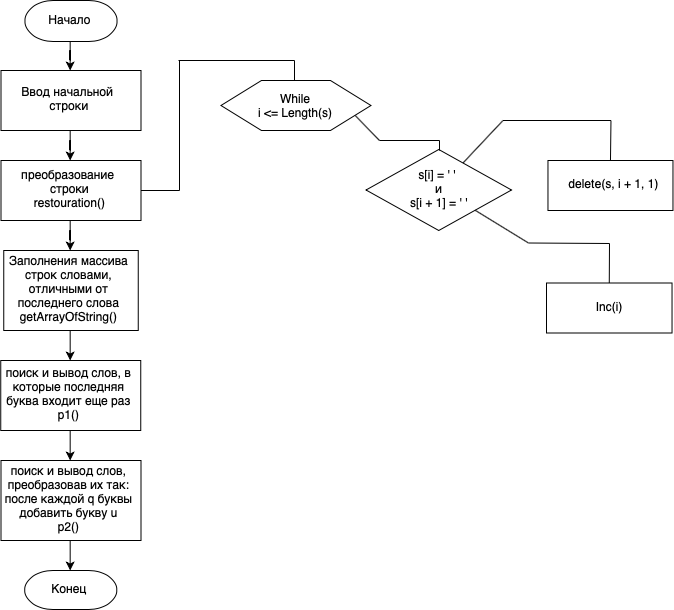 Начало
Ввод начальной
строки
преобразование
строки
restouration()
Заполнения массива
строк словами,
отличными от
последнего слова
getArrayOfString()
поиск и вывод слов, в
которые последняя
буква входит еще раз
p1()
поиск и вывод слов,
преобразовав их так:
после каждой q буквы
добавить букву u
p2()
Конец
While
i <= Length(s)
s[i] = ' '
и
s[i + 1] = ' '
delete(s, i + 1, 1)
Inc(i)